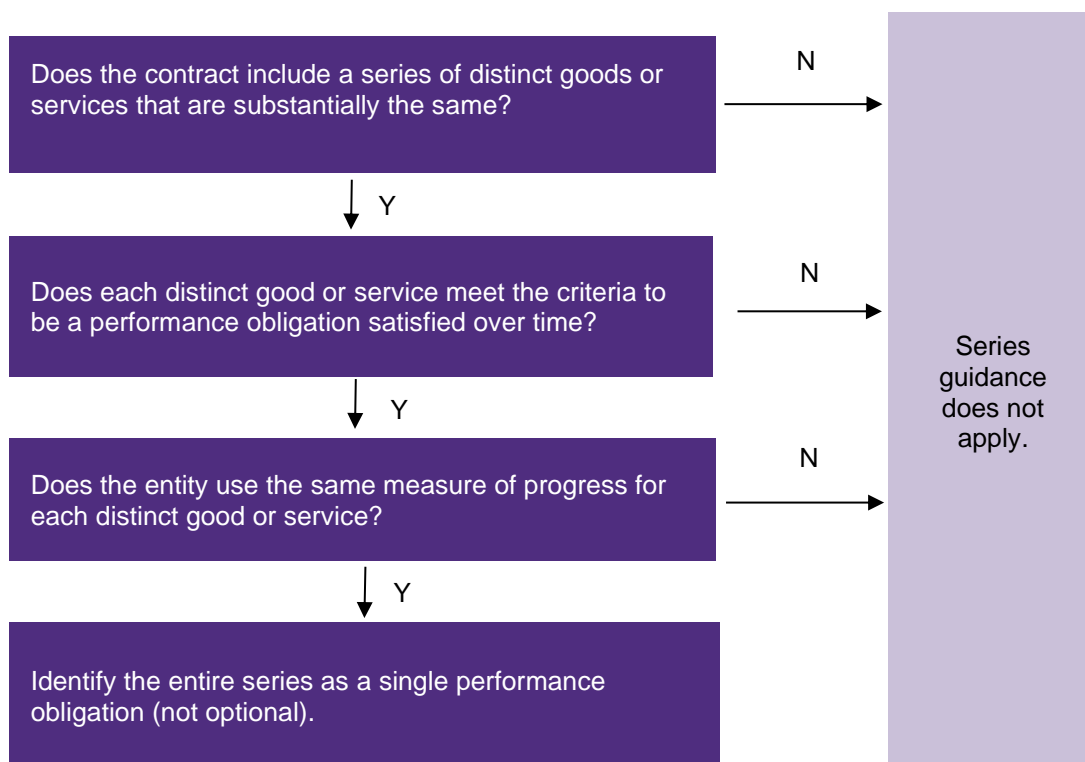 Does the contract include a series of distinct goods or
services that are substantially the same?
N
Y
Does each distinct good or service meet the criteria to
be a performance obligation satisfied over time?
N
Series
guidance
does not
apply.
Y
Does the entity use the same measure of progress for
each distinct good or service?
N
Y
Identify the entire series as a single performance
obligation (not optional).